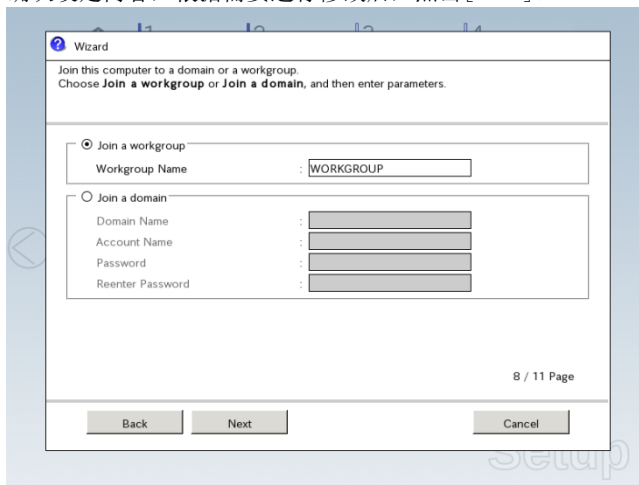 Wizard
Join this computer to a domain or a workgroup.
Choose Join a workgroup or Join a domain, and then enter parameters.
Join a workgroup
Workgroup Name : WORKGROUP
Join a domain
Domain Name :
Account Name :
Password :
Reenter Password :
8 / 11 Page
Back Next Cancel
Setup